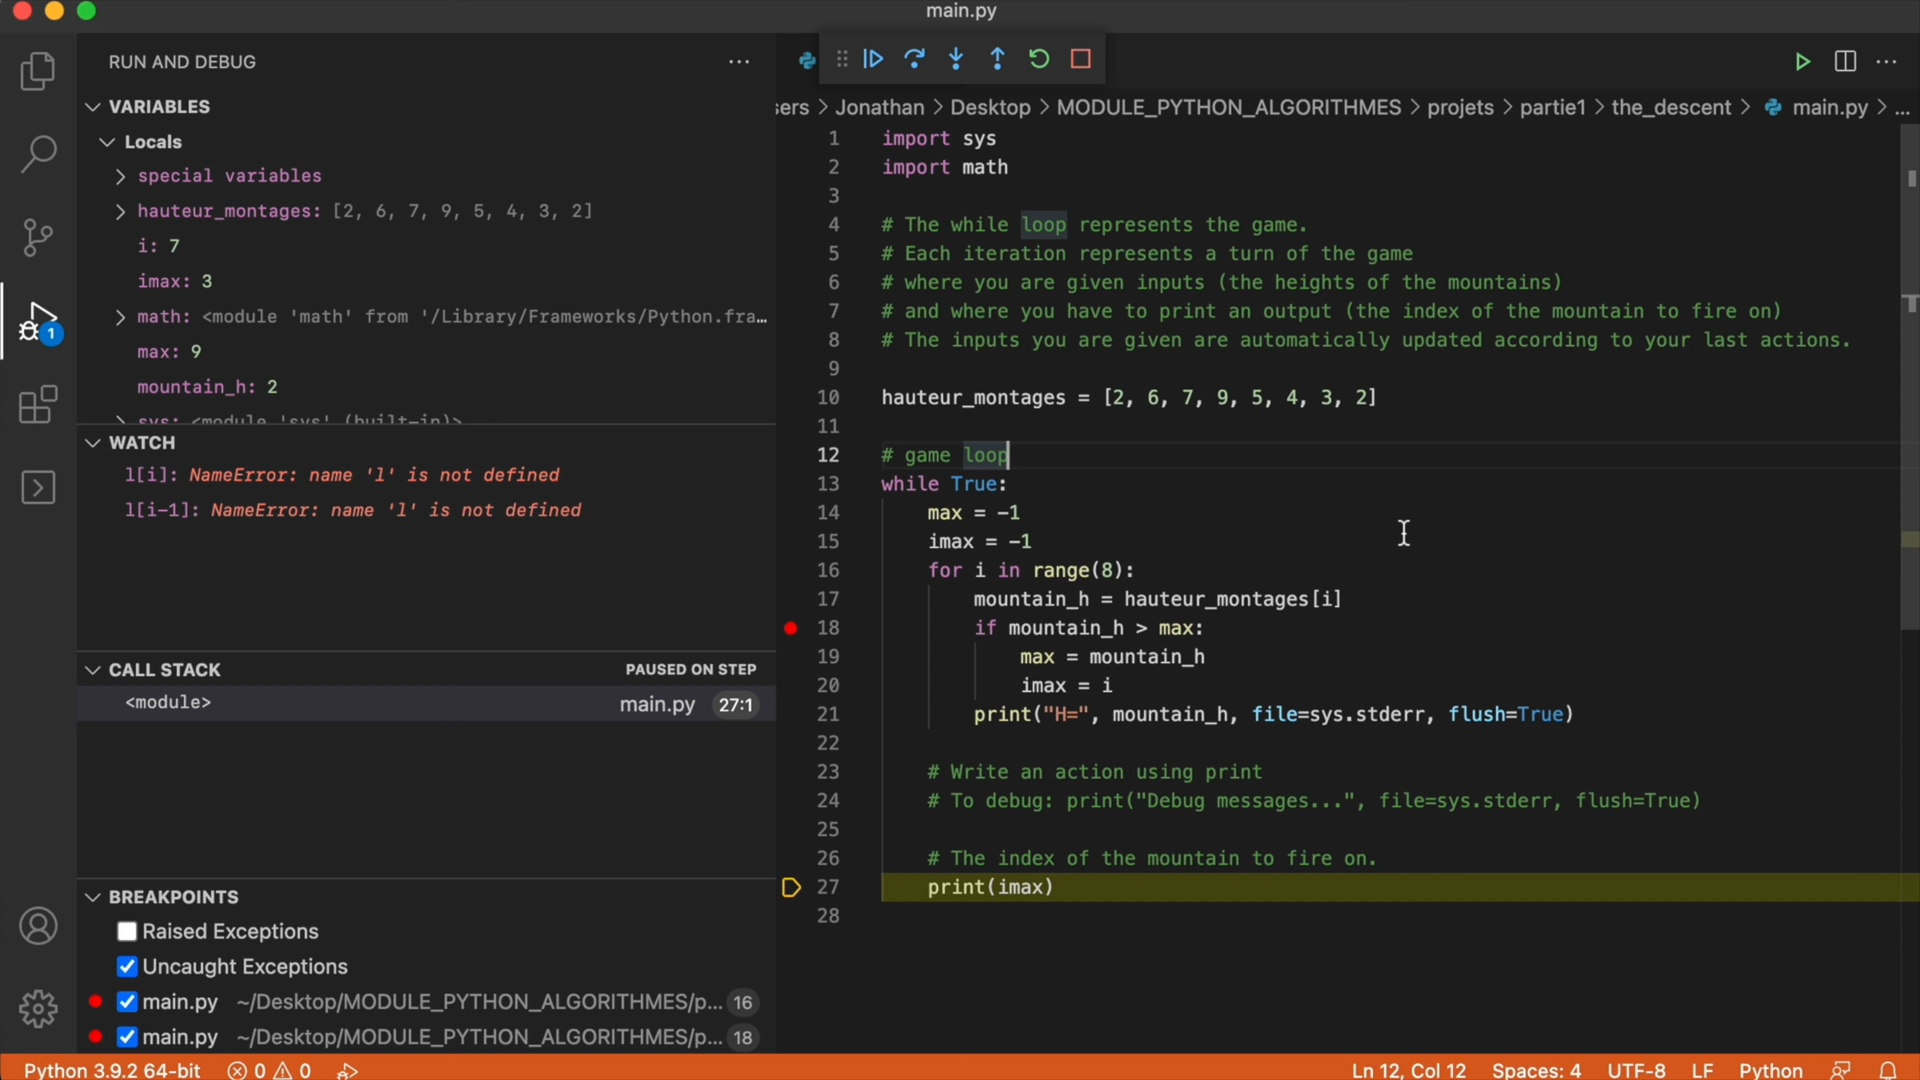 main.py
RUN AND DEBUG
VARIABLES
Locals
special variables
hauteur_montages: [2, 6, 7, 9, 5, 4, 3, 2]
i: 7
imax: 3
math: <module 'math' from '/Library/Frameworks/Python.fra…
max: 9
mountain_h: 2
sys: <module 'sys' (built-in)>
WATCH
l[i]: NameError: name 'l' is not defined
l[i-1]: NameError: name 'l' is not defined
CALL STACK PAUSED ON STEP
<module> main.py 27:1
BREAKPOINTS
Raised Exceptions
Uncaught Exceptions
main.py ~/Desktop/MODULE_PYTHON_ALGORITHMES/p... 16
main.py ~/Desktop/MODULE_PYTHON_ALGORITHMES/p... 18
1
sers > Jonathan > Desktop > MODULE_PYTHON_ALGORITHMES > projets > partie1 > the_descent > main.py > ...
1 import sys
2 import math
3
4 # The while loop represents the game.
5 # Each iteration represents a turn of the game
6 # where you are given inputs (the heights of the mountains)
7 # and where you have to print an output (the index of the mountain to fire on)
8 # The inputs you are given are automatically updated according to your last actions.
9
10 hauteur_montages = [2, 6, 7, 9, 5, 4, 3, 2]
11
12 # game loop
13 while True:
14 max = -1
15 imax = -1
16 for i in range(8):
17 mountain_h = hauteur_montages[i]
18 if mountain_h > max:
19 max = mountain_h
20 imax = i
21 print("H=", mountain_h, file=sys.stderr, flush=True)
22
23 # Write an action using print
24 # To debug: print("Debug messages...", file=sys.stderr, flush=True)
25
26 # The index of the mountain to fire on.
27 print(imax)
28
Python 3.9.2 64-bit 0 0 Ln 12, Col 12 Spaces: 4 UTF-8 LF Python